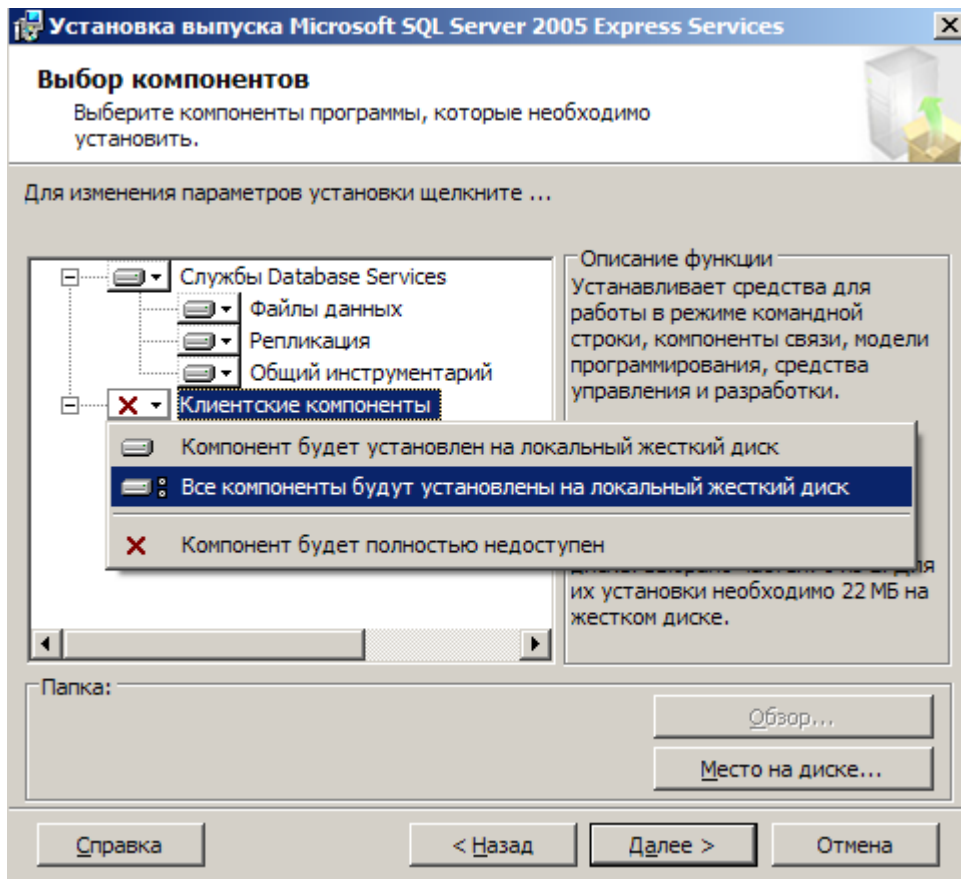 Установка выпуска Microsoft SQL Server 2005 Express Services
Выбор компонентов
Выберите компоненты программы, которые необходимо
установить.
Для изменения параметров установки щелкните ...
Службы Database Services
Файлы данных
Репликация
Общий инструментарий
Клиентские компоненты
Компонент будет установлен на локальный жесткий диск
Все компоненты будут установлены на локальный жесткий диск
Компонент будет полностью недоступен
Описание функции
Устанавливает средства для
работы в режиме командной
строки, компоненты связи, модели
программирования, средства
управления и разработки.
их установки необходимо 22 МБ на
жестком диске.
Папка:
Обзор...
Место на диске...
Справка
< Назад
Далее >
Отмена